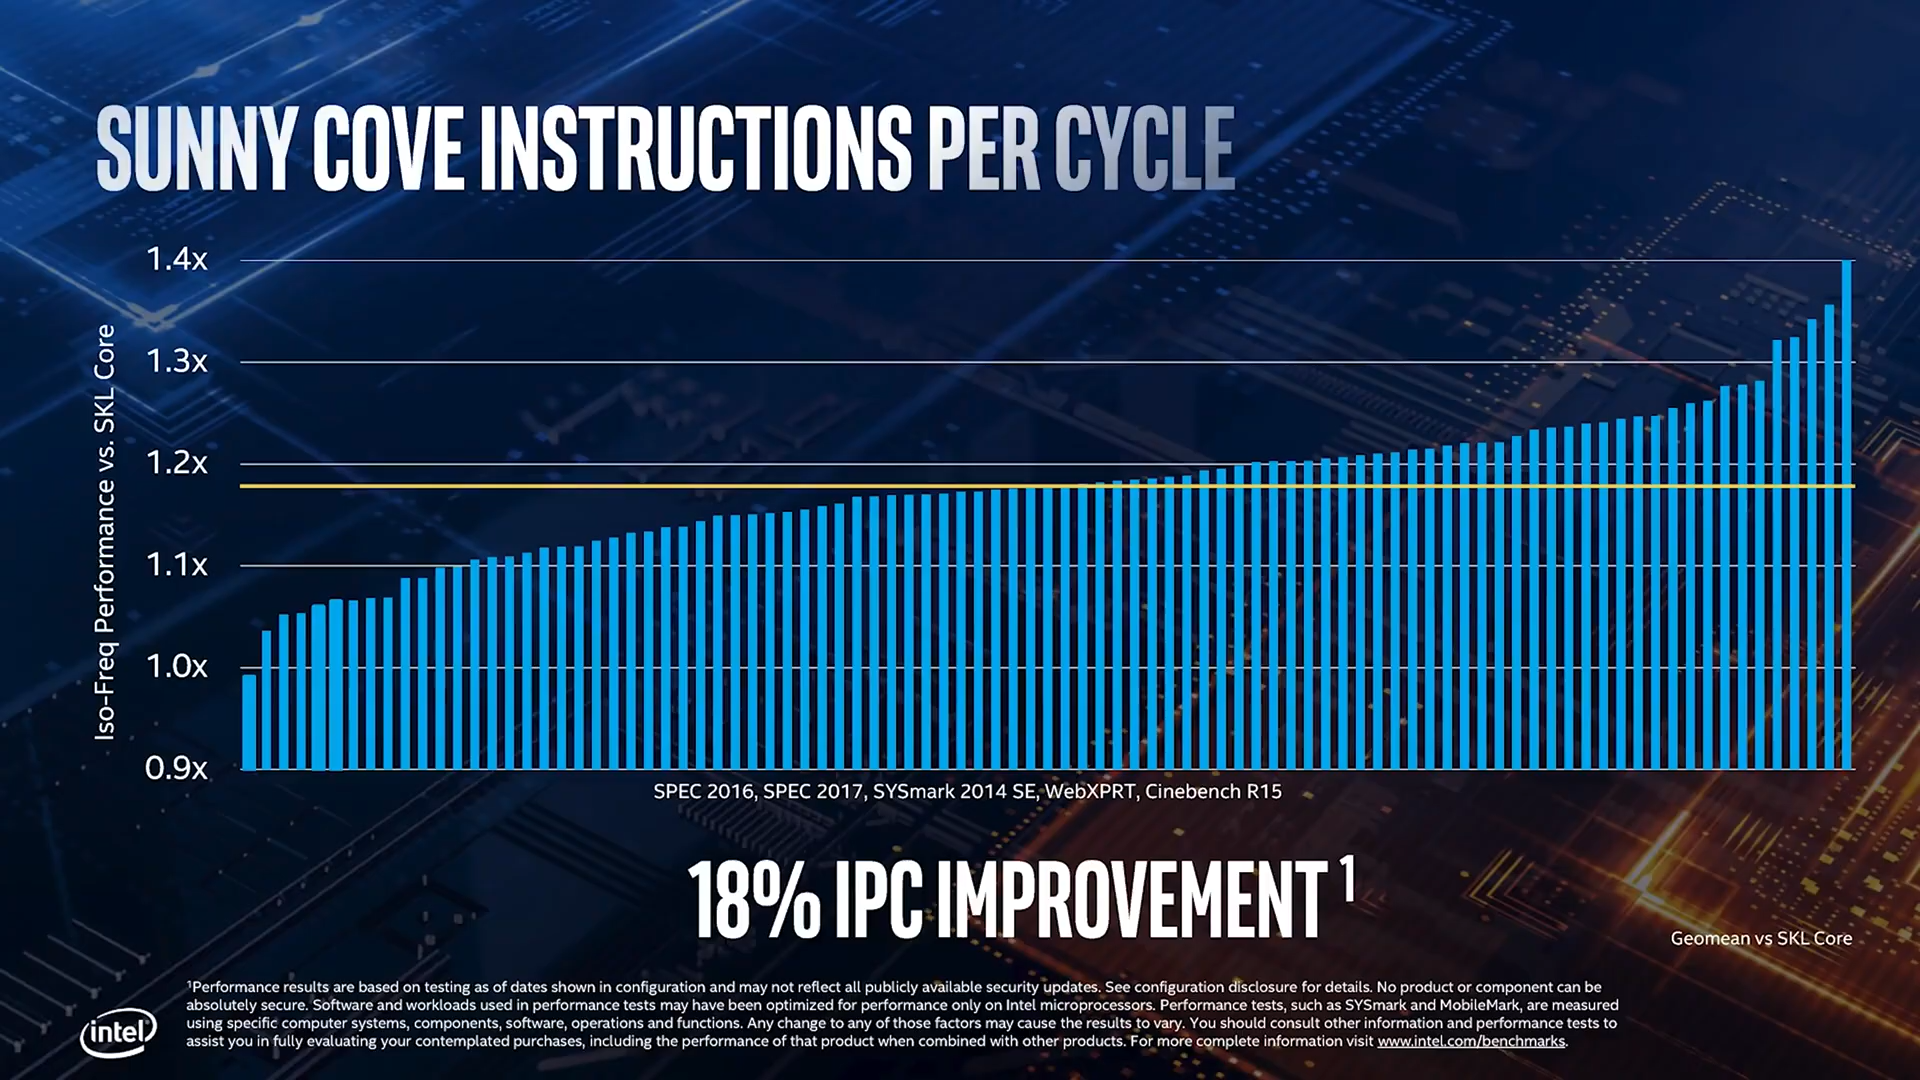 SUNNY COVE INSTRUCTIONS PER CYCLE
Iso-Freq Performance vs. SKL Core
1.4x
1.3x
1.2x
1.1x
1.0x
0.9x
SPEC 2016, SPEC 2017, SYSmark 2014 SE, WebXPRT, Cinebench R15
18% IPC IMPROVEMENT 1
Geomean vs SKL Core
1Performance results are based on testing as of dates shown in configuration and may not reflect all publicly available security updates. See configuration disclosure for details. No product or component can be
absolutely secure. Software and workloads used in performance tests may have been optimized for performance only on Intel microprocessors. Performance tests, such as SYSmark and MobileMark, are measured
using specific computer systems, components, software, operations and functions. Any change to any of those factors may cause the results to vary. You should consult other information and performance tests to
assist you in fully evaluating your contemplated purchases, including the performance of that product when combined with other products. For more complete information visit www.intel.com/benchmarks.
intel